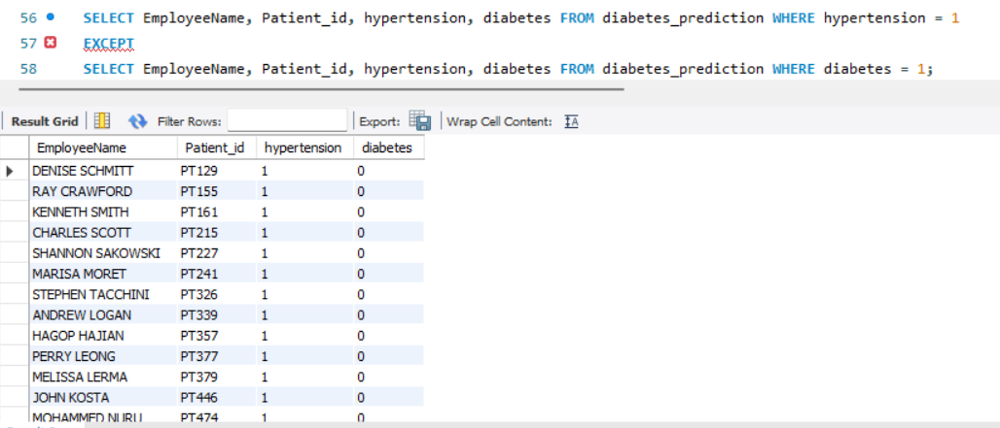 56 SELECT EmployeeName, Patient_id, hypertension, diabetes FROM diabetes_prediction WHERE hypertension = 1
57 EXCEPT
58 SELECT EmployeeName, Patient_id, hypertension, diabetes FROM diabetes_prediction WHERE diabetes = 1;
Result Grid Filter Rows: Export: Wrap Cell Content: IA
EmployeeName Patient_id hypertension diabetes
DENISE SCHMITT PT129 1 0
RAY CRAWFORD PT155 1 0
KENNETH SMITH PT161 1 0
CHARLES SCOTT PT215 1 0
SHANNON SAKOWSKI PT227 1 0
MARISA MORET PT241 1 0
STEPHEN TACCHINI PT326 1 0
ANDREW LOGAN PT339 1 0
HAGOP HAJIAN PT357 1 0
PERRY LEONG PT377 1 0
MELISSA LERMA PT379 1 0
JOHN KOSTA PT446 1 0
MOHAMMED NURU PT474 1 0